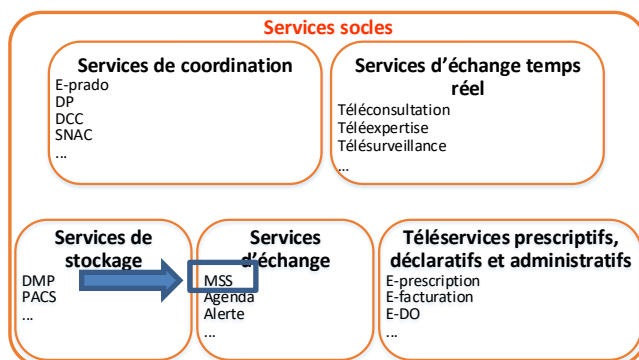 Services socles
Services de coordination
E-prado
DP
DCC
SNAC
...
Services d'échange temps
réel
Téléconsultation
Téléexpertise
Télésurveillance
...
Services de
stockage
DMP
PACS
...
Services
d'échange
MSS
Agenda
Alerte
...
Téléservices prescriptifs,
déclaratifs et administratifs
E-prescription
E-facturation
E-DO
...